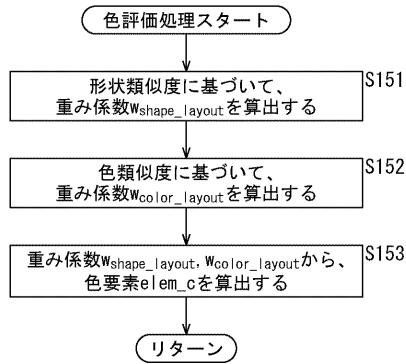 色評価処理スタート
S151
形状類似度に基づいて、
重み係数wshape_layoutを算出する
S152
色類似度に基づいて、
重み係数wcolor_layoutを算出する
S153
重み係数wshape_layout,wcolor_layoutから、
色要素elem_cを算出する
リターン